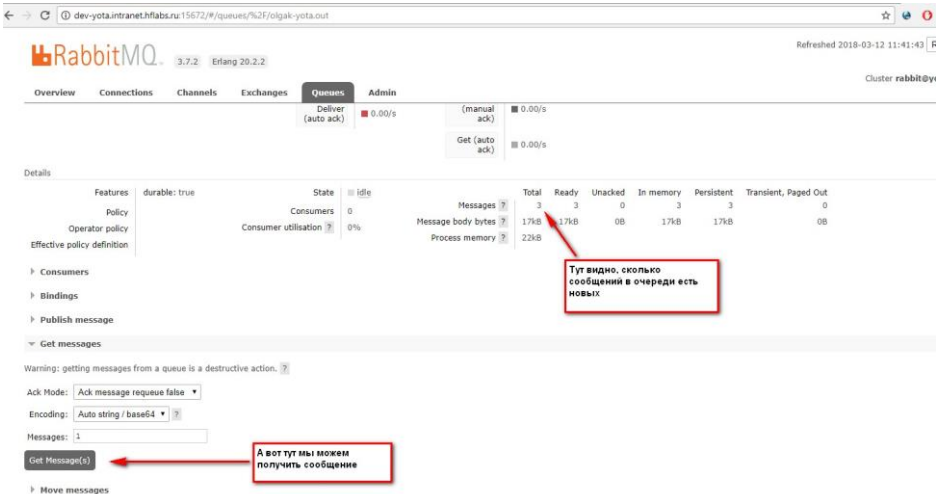 dev-yota.intranet.hflabs.ru:15672/#/queues/%2F/olgak-yota.out
RabbitMQ. 3.7.2 Erlang 20.2.2
Refreshed 2018-03-12 11:41:43
Cluster rabbit@y
Overview Connections Channels Exchanges Queues Admin
Deliver (auto ack) 0.00/s
(manual ack) 0.00/s
Get (auto ack) 0.00/s
Details
Features durable: true
Policy
Operator policy
Effective policy definition
State idle
Consumers 0
Consumer utilisation ? 0%
Total Ready Unacked In memory Persistent Transient, Paged Out
Messages ? 3 3 0 3 3 0
Message body bytes ? 17kB 17kB 0B 17kB 17kB 0B
Process memory ? 22kB
Тут видно, сколько
сообщений в очереди есть
новых
Consumers
Bindings
Publish message
Get messages
Warning: getting messages from a queue is a destructive action. ?
Ack Mode: Ack message requeue false
Encoding: Auto string / base64 ?
Messages: 1
Get Message(s)
А вот тут мы можем
получить сообщение
Move messages